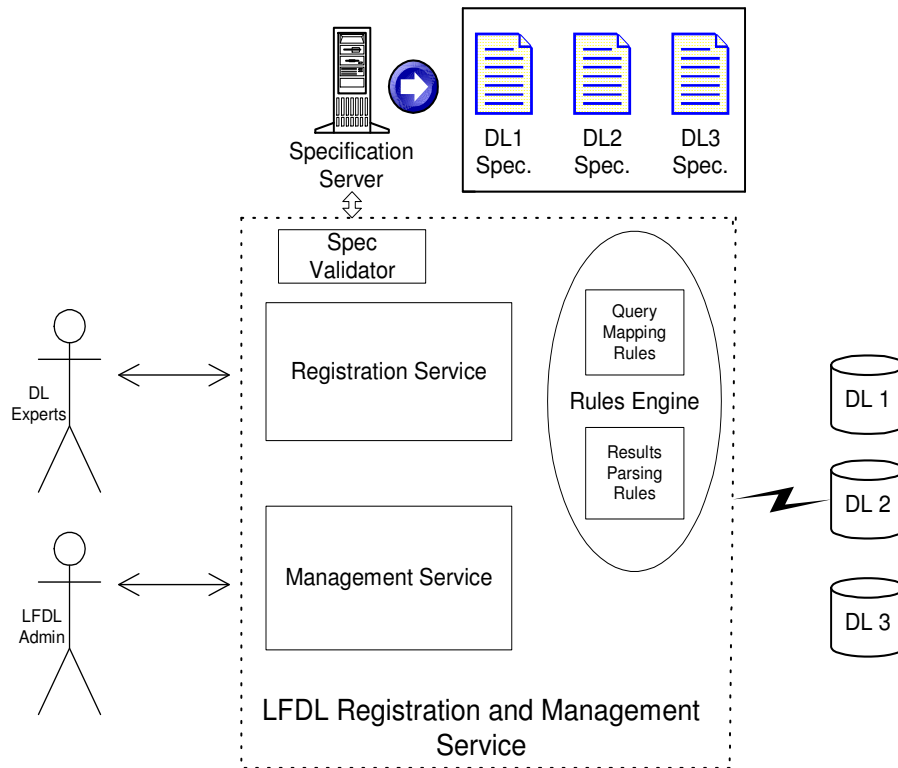 DL1
Spec.
DL2
Spec.
DL3
Spec.
Specification
Server
Spec
Validator
Query
Mapping
Rules
Registration Service
Rules Engine
DL
Experts
DL 1
Results
Parsing
Rules
DL 2
Management Service
LFDL
Admin
DL 3
LFDL Registration and Management
Service